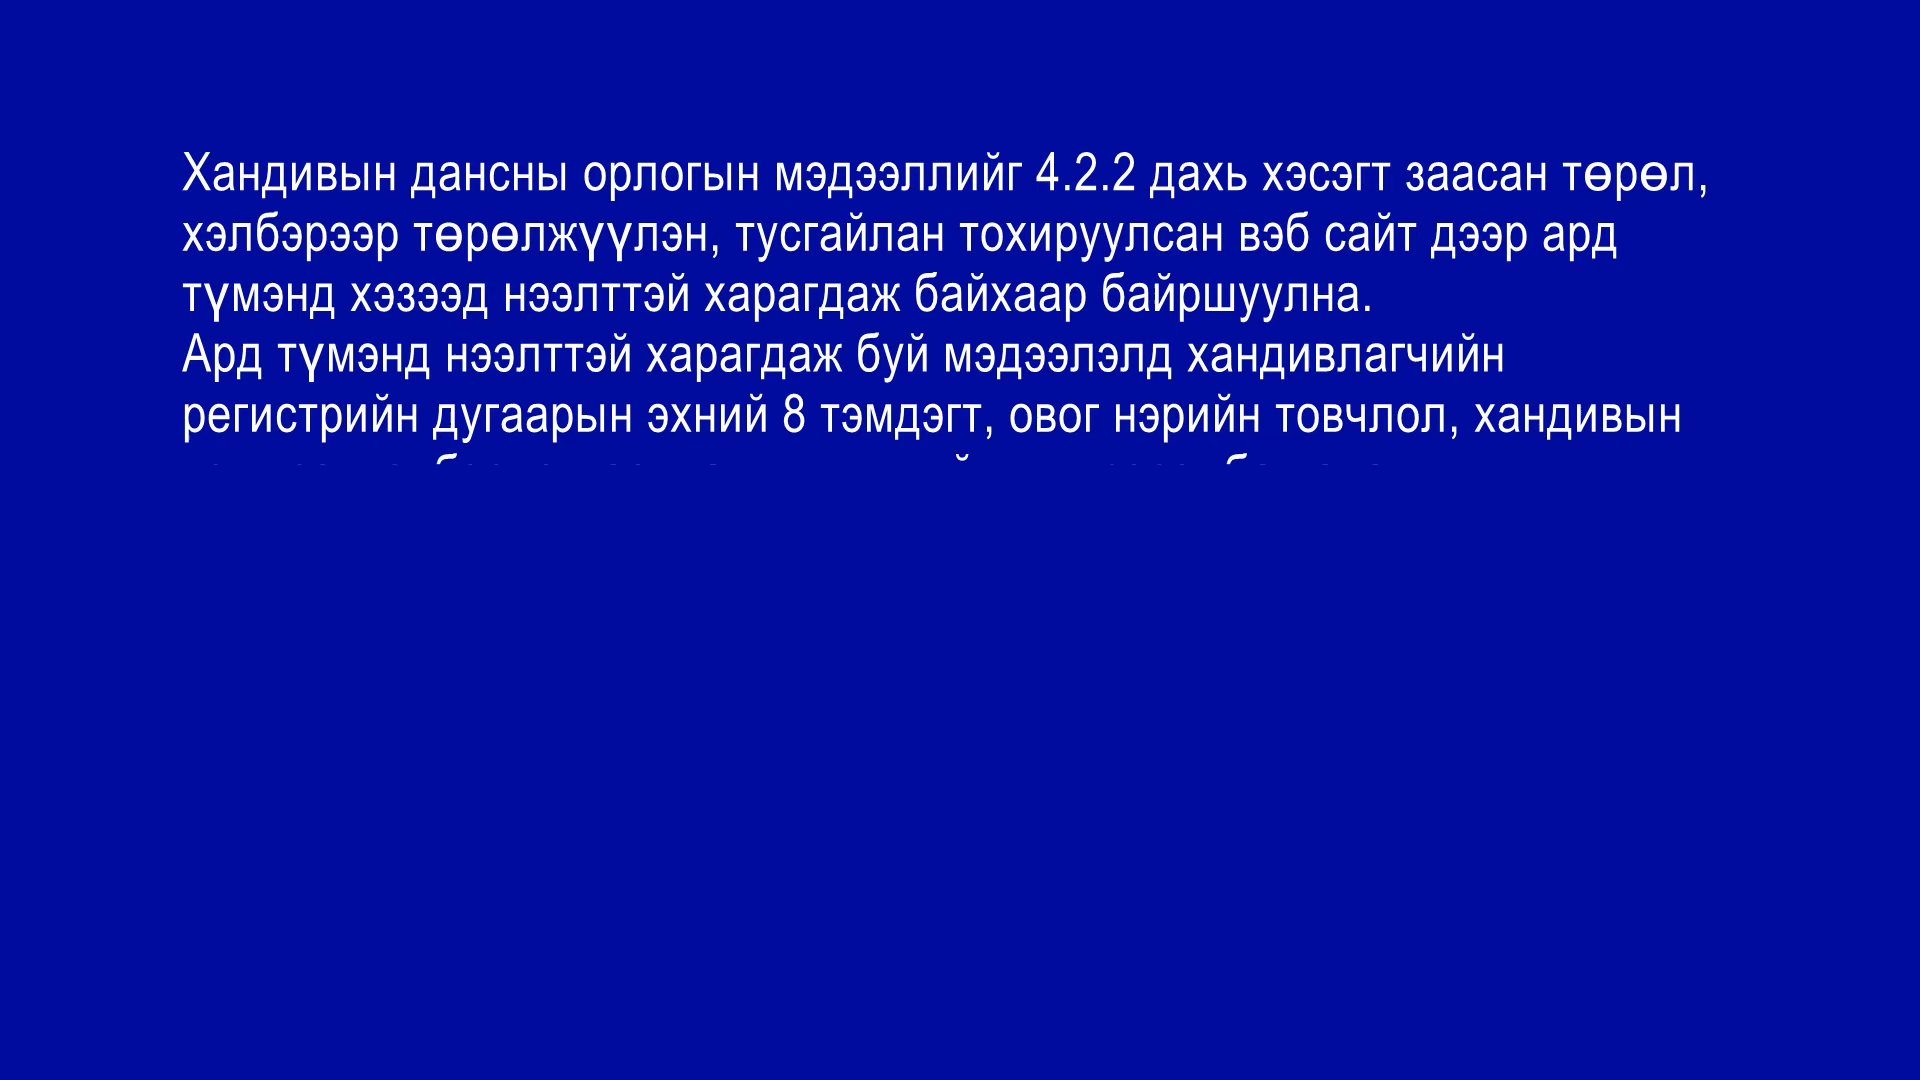 Хандивын дансны орлогын мэдээллийг 4.2.2 дахь хэсэгт заасан төрөл,
хэлбэрээр төрөлжүүлэн, тусгайлан тохируулсан вэб сайт дээр ард
түмэнд хэзээд нээлттэй харагдаж байхаар байршуулна.
Ард түмэнд нээлттэй харагдаж буй мэдээлэлд хандивлагчийн
регистрийн дугаарын эхний 8 тэмдэгт, овог нэрийн товчлол, хандивын